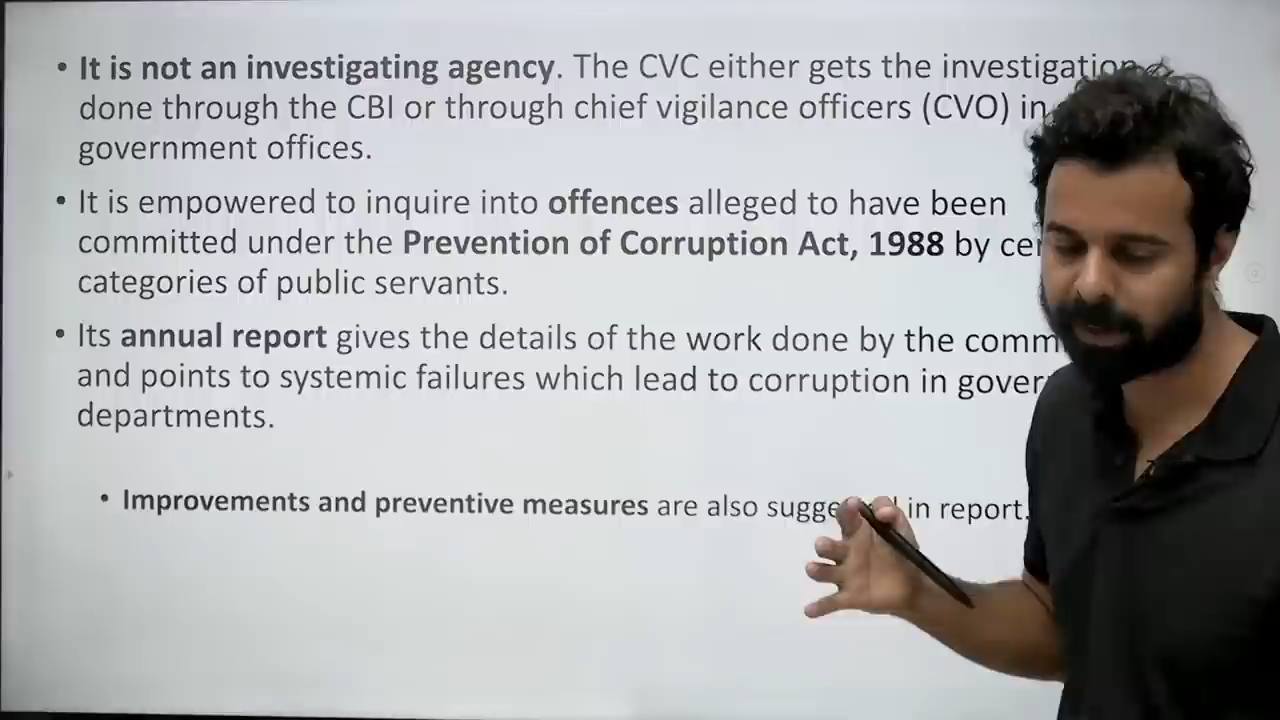 • It is not an investigating agency. The CVC either gets the investigation
done through the CBI or through chief vigilance officers (CVO) in
government offices.
• It is empowered to inquire into offences alleged to have been
committed under the Prevention of Corruption Act, 1988 by
categories of public servants.
• Its annual report gives the details of the work done by the
and points to systemic failures which lead to corruption in
departments.
• Improvements and preventive measures are also in report.